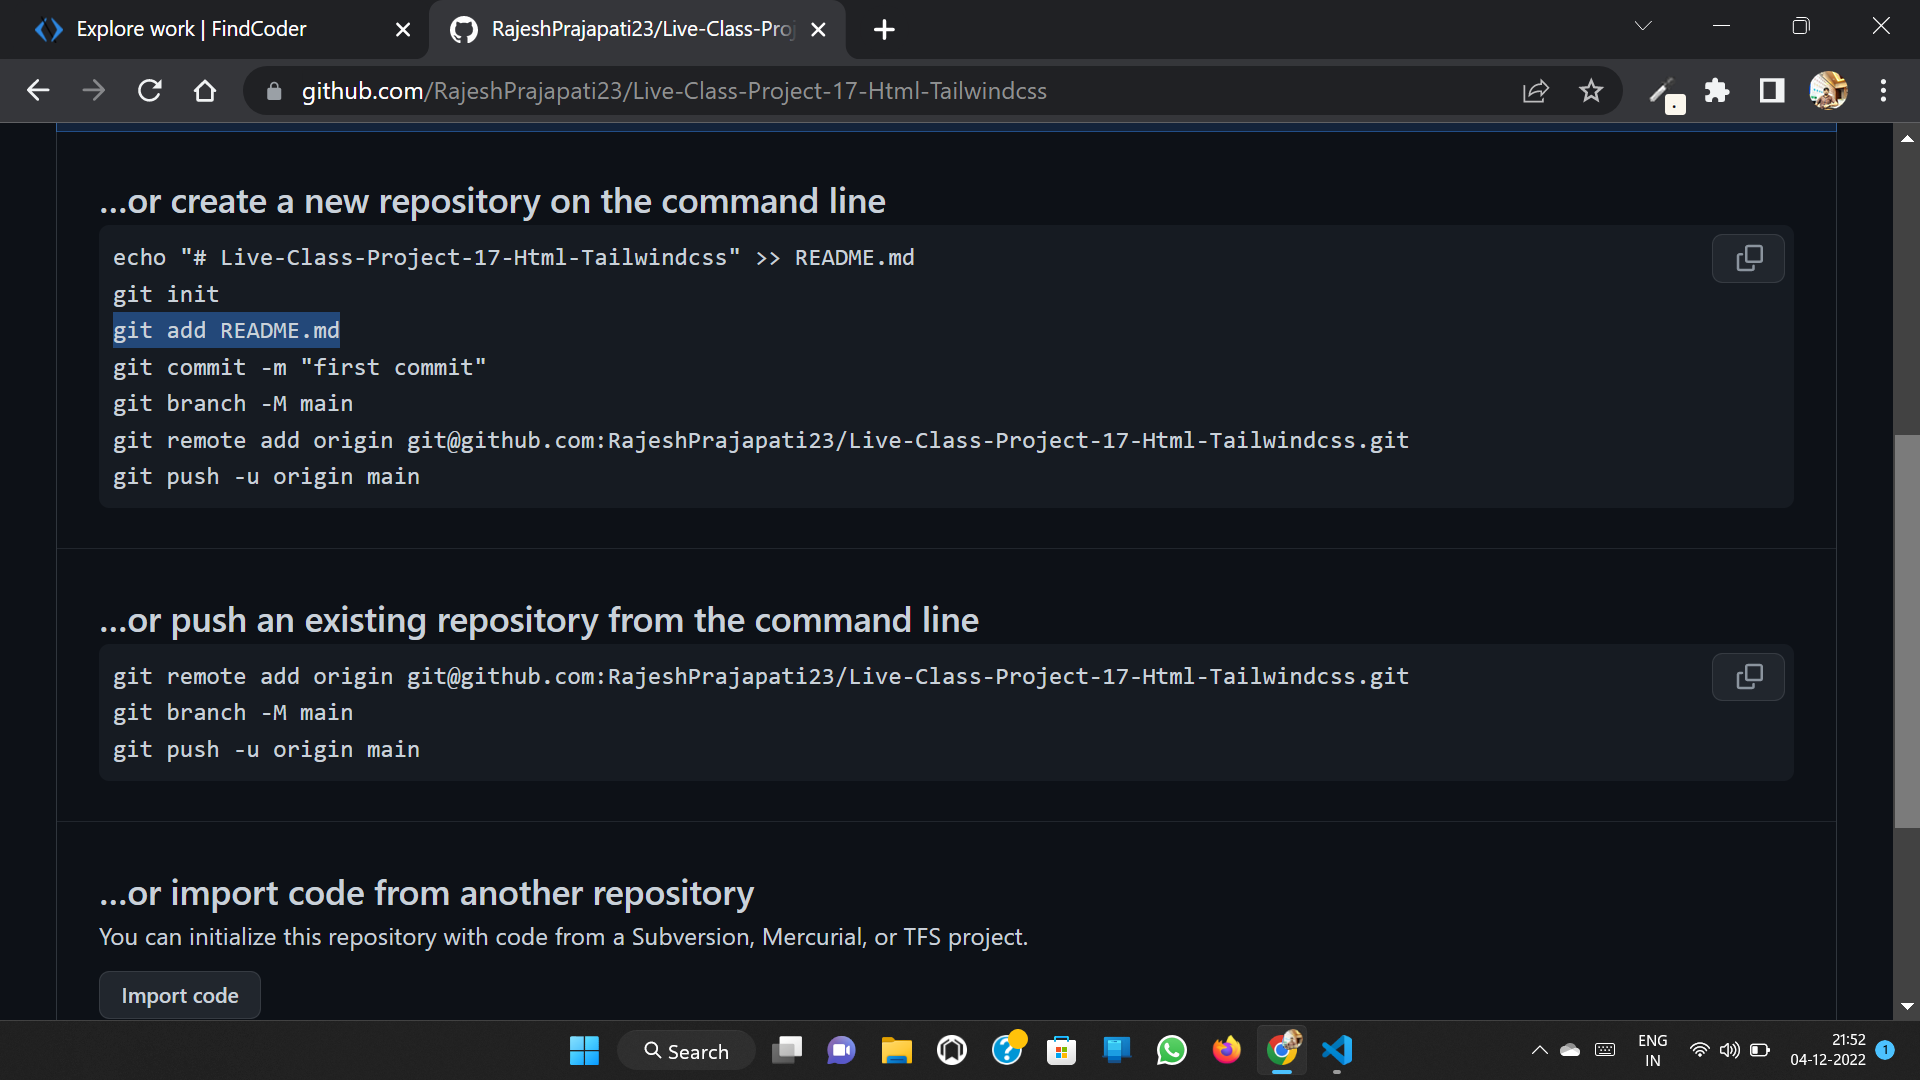 Explore work | FindCoder
RajeshPrajapati23/Live-Class-Proj
github.com/RajeshPrajapati23/Live-Class-Project-17-Html-Tailwindcss
...or create a new repository on the command line
echo "# Live-Class-Project-17-Html-Tailwindcss" >> README.md
git init
git add README.md
git commit -m "first commit"
git branch -M main
git remote add origin git@github.com:RajeshPrajapati23/Live-Class-Project-17-Html-Tailwindcss.git
git push -u origin main
...or push an existing repository from the command line
git remote add origin git@github.com:RajeshPrajapati23/Live-Class-Project-17-Html-Tailwindcss.git
git branch -M main
git push -u origin main
...or import code from another repository
You can initialize this repository with code from a Subversion, Mercurial, or TFS project.
Import code
Search
ENG
IN
21:52
04-12-2022
1